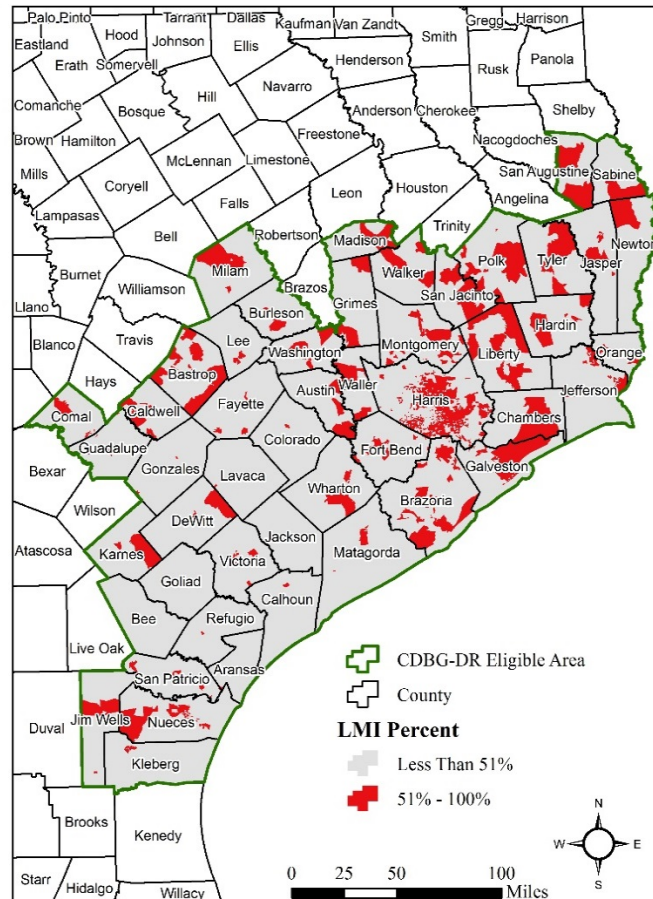 Palo Pinto
Tarrant
Dallas
Kaufman
Van Zandt
Gregg
Harrison
Hood
Johnson
Ellis
Smith
Eastland
Erath
Somervell
Henderson
Rusk
Panola
Navarro
Comanche
Bosque
Hill
Anderson
Cherokee
Shelby
Freestone
Nacogdoches
Brown
Hamilton
McLennan
Limestone
Mills
Coryell
Leon
Houston
San Augustine
Sabine
Angelina
Falls
Lampasas
Robertson
Trinity
Bell
Madison
Newton
Milam
Walker
Polk
Tyler
Jasper
Burnet
Brazos
Williamson
Grimes
San Jacinto
Llano
Burleson
Hardin
Travis
Lee
Washington
Montgomery
Liberty
Orange
Blanco
Bastrop
Austin
Waller
Jefferson
Hays
Harris
Comal
Caldwell
Fayette
Chambers
Colorado
Guadalupe
Fort Bend
Galveston
Bexar
Gonzales
Lavaca
Wharton
Brazoria
Wilson
DeWitt
Jackson
Matagorda
Atascosa
Karnes
Victoria
Goliad
Calhoun
Bee
Refugio
Live Oak
Aransas
San Patricio
Duval
Jim Wells
Nueces
Kleberg
Brooks
Kenedy
Starr
Hidalgo
Willacy
CDBG-DR Eligible Area
County
LMI Percent
Less Than 51%
51% - 100%
N
W
E
S
0 25 50 100
Miles